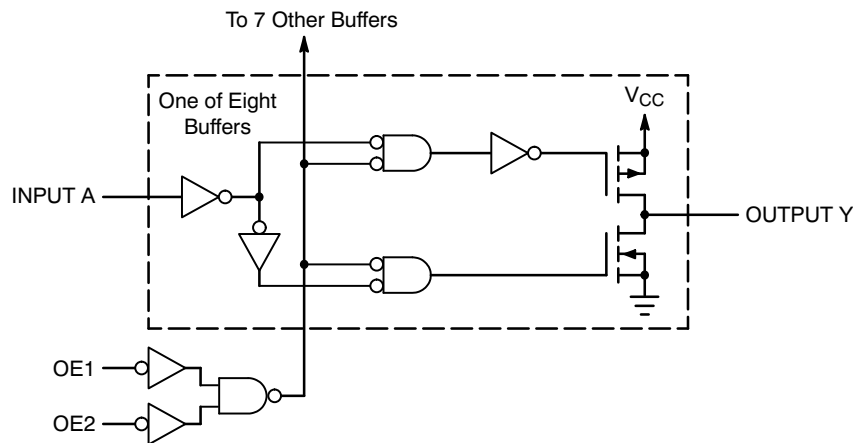 To 7 Other Buffers
One of Eight
Buffers
VCC
INPUT A
OUTPUT Y
OE1
OE2